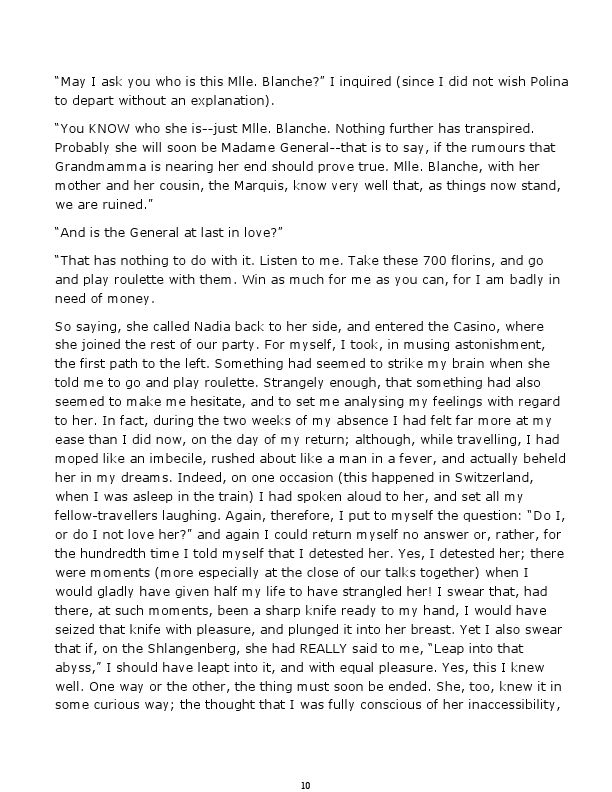 “May I ask you who is this Mlle. Blanche?” I inquired (since I did not wish Polina
to depart without an explanation).
“You KNOW who she is--just Mlle. Blanche. Nothing further has transpired.
Probably she will soon be Madame General--that is to say, if the rumours that
Grandmamma is nearing her end should prove true. Mlle. Blanche, with her
mother and her cousin, the Marquis, know very well that, as things now stand,
we are ruined.”
“And is the General at last in love?”
“That has nothing to do with it. Listen to me. Take these 700 florins, and go
and play roulette with them. Win as much for me as you can, for I am badly in
need of money.
So saying, she called Nadia back to her side, and entered the Casino, where
she joined the rest of our party. For myself, I took, in musing astonishment,
the first path to the left. Something had seemed to strike my brain when she
told me to go and play roulette. Strangely enough, that something had also
seemed to make me hesitate, and to set me analysing my feelings with regard
to her. In fact, during the two weeks of my absence I had felt far more at my
ease than I did now, on the day of my return; although, while travelling, I had
moped like an imbecile, rushed about like a man in a fever, and actually beheld
her in my dreams. Indeed, on one occasion (this happened in Switzerland,
when I was asleep in the train) I had spoken aloud to her, and set all my
fellow-travellers laughing. Again, therefore, I put to myself the question: “Do I,
or do I not love her?” and again I could return myself no answer or, rather, for
the hundredth time I told myself that I detested her. Yes, I detested her; there
were moments (more especially at the close of our talks together) when I
would gladly have given half my life to have strangled her! I swear that, had
there, at such moments, been a sharp knife ready to my hand, I would have
seized that knife with pleasure, and plunged it into her breast. Yet I also swear
that if, on the Shlangenberg, she had REALLY said to me, “Leap into that
abyss,” I should have leapt into it, and with equal pleasure. Yes, this I knew
well. One way or the other, the thing must soon be ended. She, too, knew it in
some curious way; the thought that I was fully conscious of her inaccessibility,
10